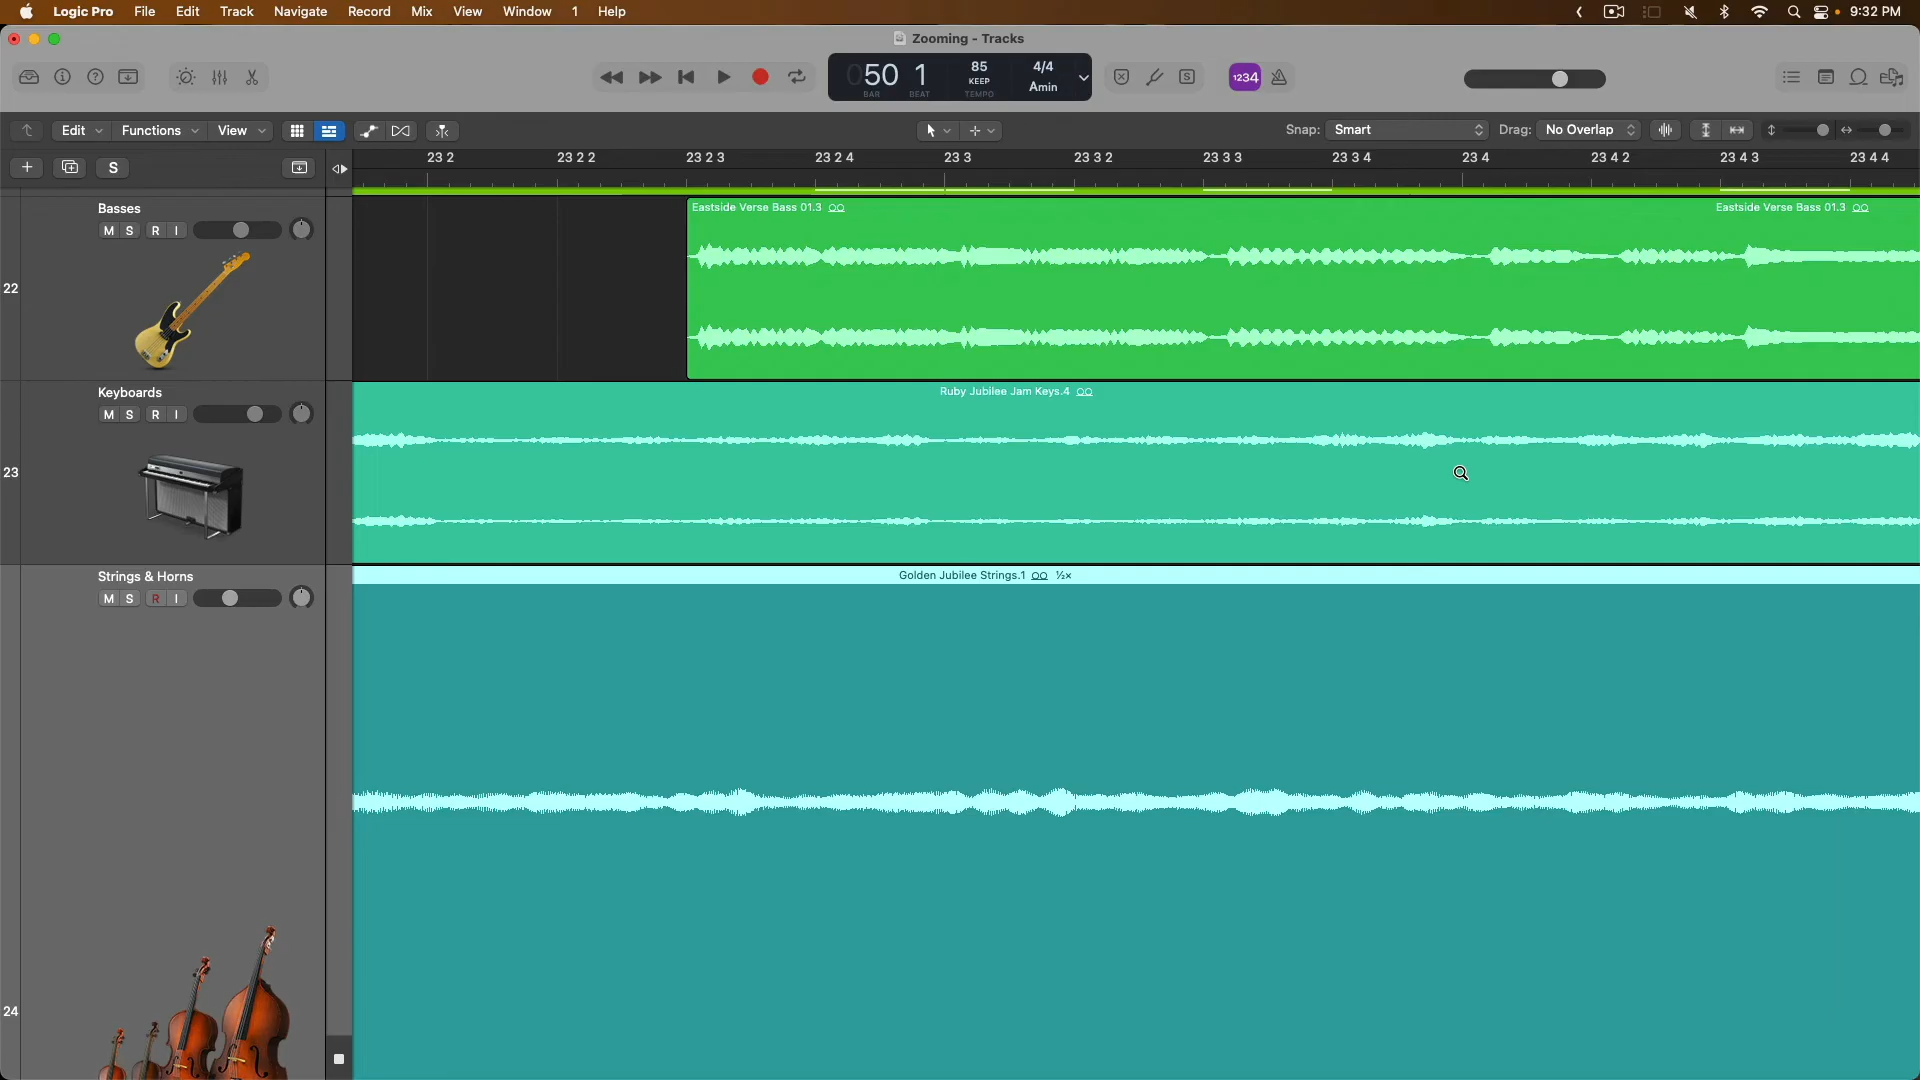 Logic Pro File Edit Track Navigate Record Mix View Window 1 Help 9:32 PM
Zooming - Tracks
50 1 85 4/4
KEEP Amin
BAR BEAT TEMPO
S 1234
Edit Functions View Snap: Smart Drag: No Overlap
S
23 2 23 2 2 23 2 3 23 2 4 23 3 23 3 2 23 3 3 23 3 4 23 4 23 4 2 23 4 3 23 4 4
Basses Eastside Verse Bass 01.3 Eastside Verse Bass 01.3
M S R I
22
Keyboards Ruby Jubilee Jam Keys.4
M S R I
23
Strings & Horns Golden Jubilee Strings.1 ½×
M S R I
24